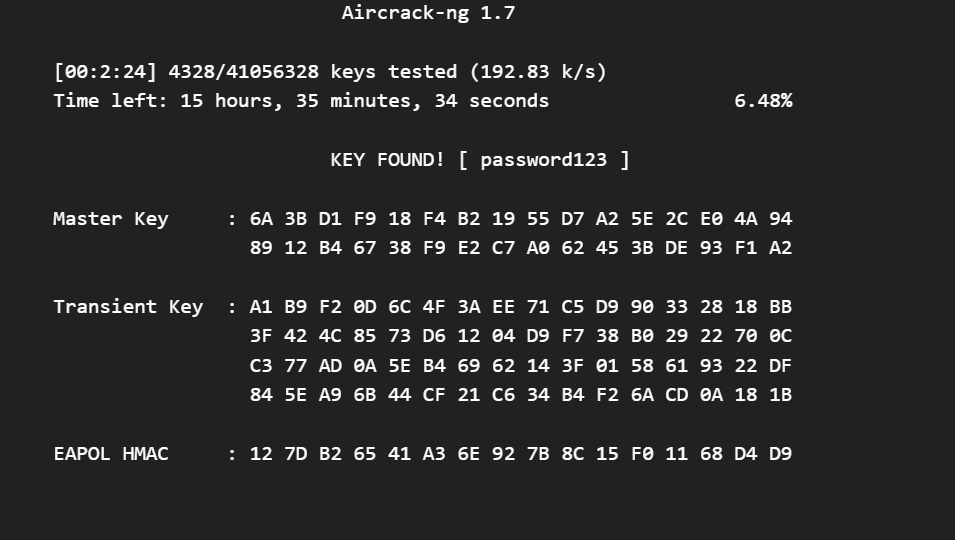 Aircrack-ng 1.7
[00:2:24] 4328/41056328 keys tested (192.83 k/s)
Time left: 15 hours, 35 minutes, 34 seconds 6.48%
KEY FOUND! [ password123 ]
Master Key : 6A 3B D1 F9 18 F4 B2 19 55 D7 A2 5E 2C E0 4A 94
89 12 B4 67 38 F9 E2 C7 A0 62 45 3B DE 93 F1 A2
Transient Key : A1 B9 F2 0D 6C 4F 3A EE 71 C5 D9 90 33 28 18 BB
3F 42 4C 85 73 D6 12 04 D9 F7 38 B0 29 22 70 0C
C3 77 AD 0A 5E B4 69 62 14 3F 01 58 61 93 22 DF
84 5E A9 6B 44 CF 21 C6 34 B4 F2 6A CD 0A 18 1B
EAPOL HMAC : 12 7D B2 65 41 A3 6E 92 7B 8C 15 F0 11 68 D4 D9